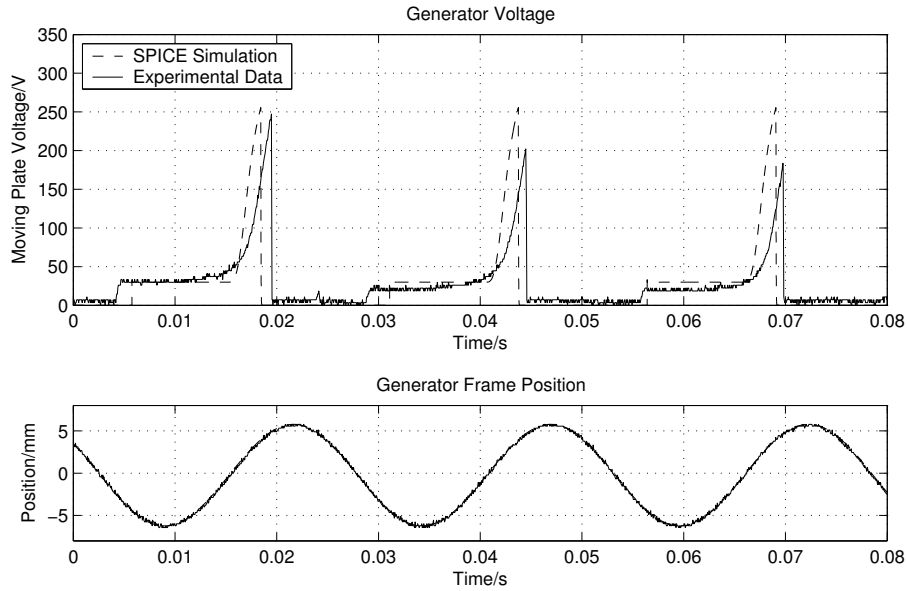 Generator Voltage
350
300
250
200
150
100
50
0
Moving Plate Voltage/V
SPICE Simulation
Experimental Data
0 0.01 0.02 0.03 0.04 0.05 0.06 0.07 0.08
Time/s
Generator Frame Position
5
0
−5
Position/mm
0 0.01 0.02 0.03 0.04 0.05 0.06 0.07 0.08
Time/s